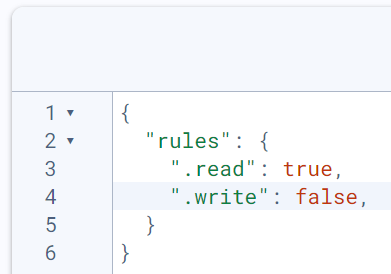 1 ▾ {
2 ▾   "rules": {
3     ".read": true,
4     ".write": false,
5   }
6 }